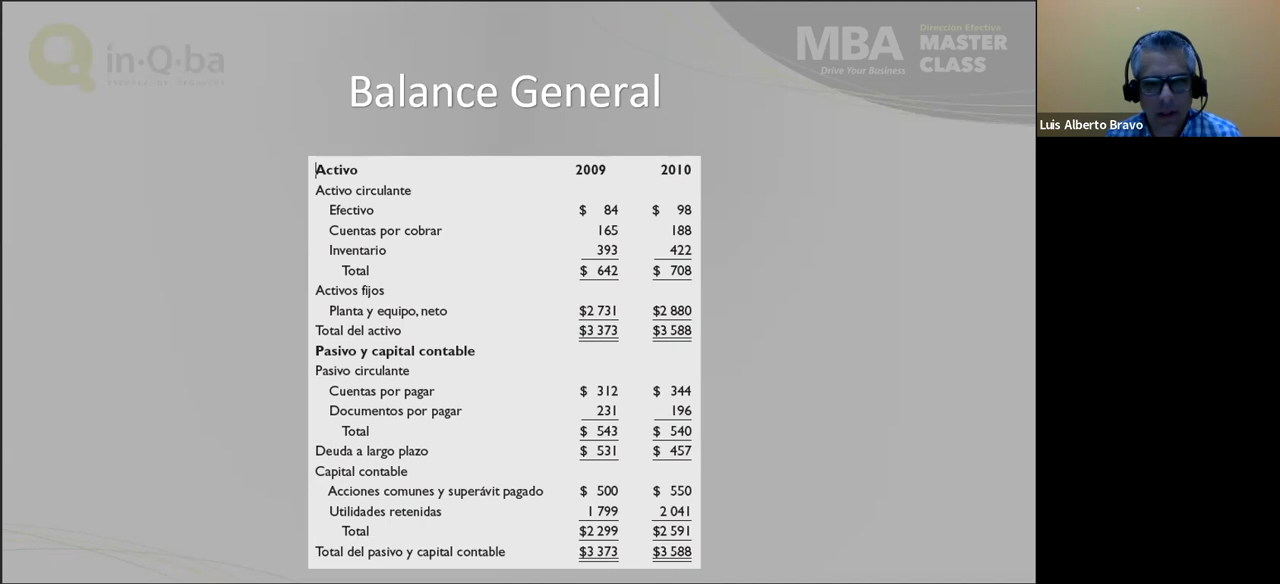 in·Q·ba
MBA
Drive Your Business
Dirección Efectiva
MASTER
CLASS
Balance General
Luis Alberto Bravo
Activo 2009 2010
Activo circulante
Efectivo $ 84 $ 98
Cuentas por cobrar 165 188
Inventario 393 422
Total $ 642 $ 708
Activos fijos
Planta y equipo, neto $2 731 $2 880
Total del activo $3 373 $3 588
Pasivo y capital contable
Pasivo circulante
Cuentas por pagar $ 312 $ 344
Documentos por pagar 231 196
Total $ 543 $ 540
Deuda a largo plazo $ 531 $ 457
Capital contable
Acciones comunes y superávit pagado $ 500 $ 550
Utilidades retenidas 1 799 2 041
Total $2 299 $2 591
Total del pasivo y capital contable $3 373 $3 588